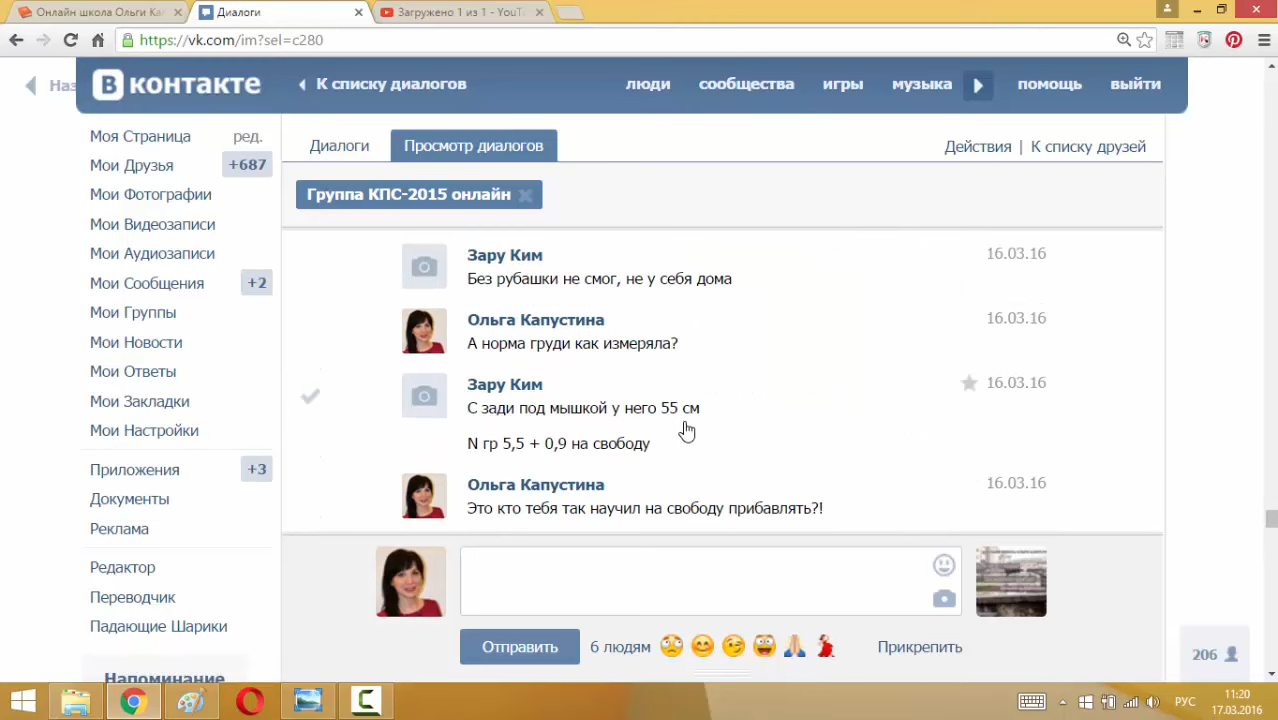 Онлайн школа Ольги Ка
Диалоги
Загружено 1 из 1 - YouT
https://vk.com/im?sel=c280
Наз
В контакте
К списку диалогов
люди
сообщества
игры
музыка
помощь
выйти
Моя Страница
ред.
Мои Друзья
+687
Мои Фотографии
Мои Видеозаписи
Мои Аудиозаписи
Мои Сообщения
+2
Мои Группы
Мои Новости
Мои Ответы
Мои Закладки
Мои Настройки
Приложения
+3
Документы
Реклама
Редактор
Переводчик
Падающие Шарики
Напоминание
Диалоги
Просмотр диалогов
Действия | К списку друзей
Группа КПС-2015 онлайн
Зару Ким
16.03.16
Без рубашки не смог, не у себя дома
Ольга Капустина
16.03.16
А норма груди как измеряла?
Зару Ким
16.03.16
С зади под мышкой у него 55 см
N гр 5,5 + 0,9 на свободу
Ольга Капустина
16.03.16
Это кто тебя так научил на свободу прибавлять?!
Отправить
6 людям
Прикрепить
206
РУС
11:20
17.03.2016